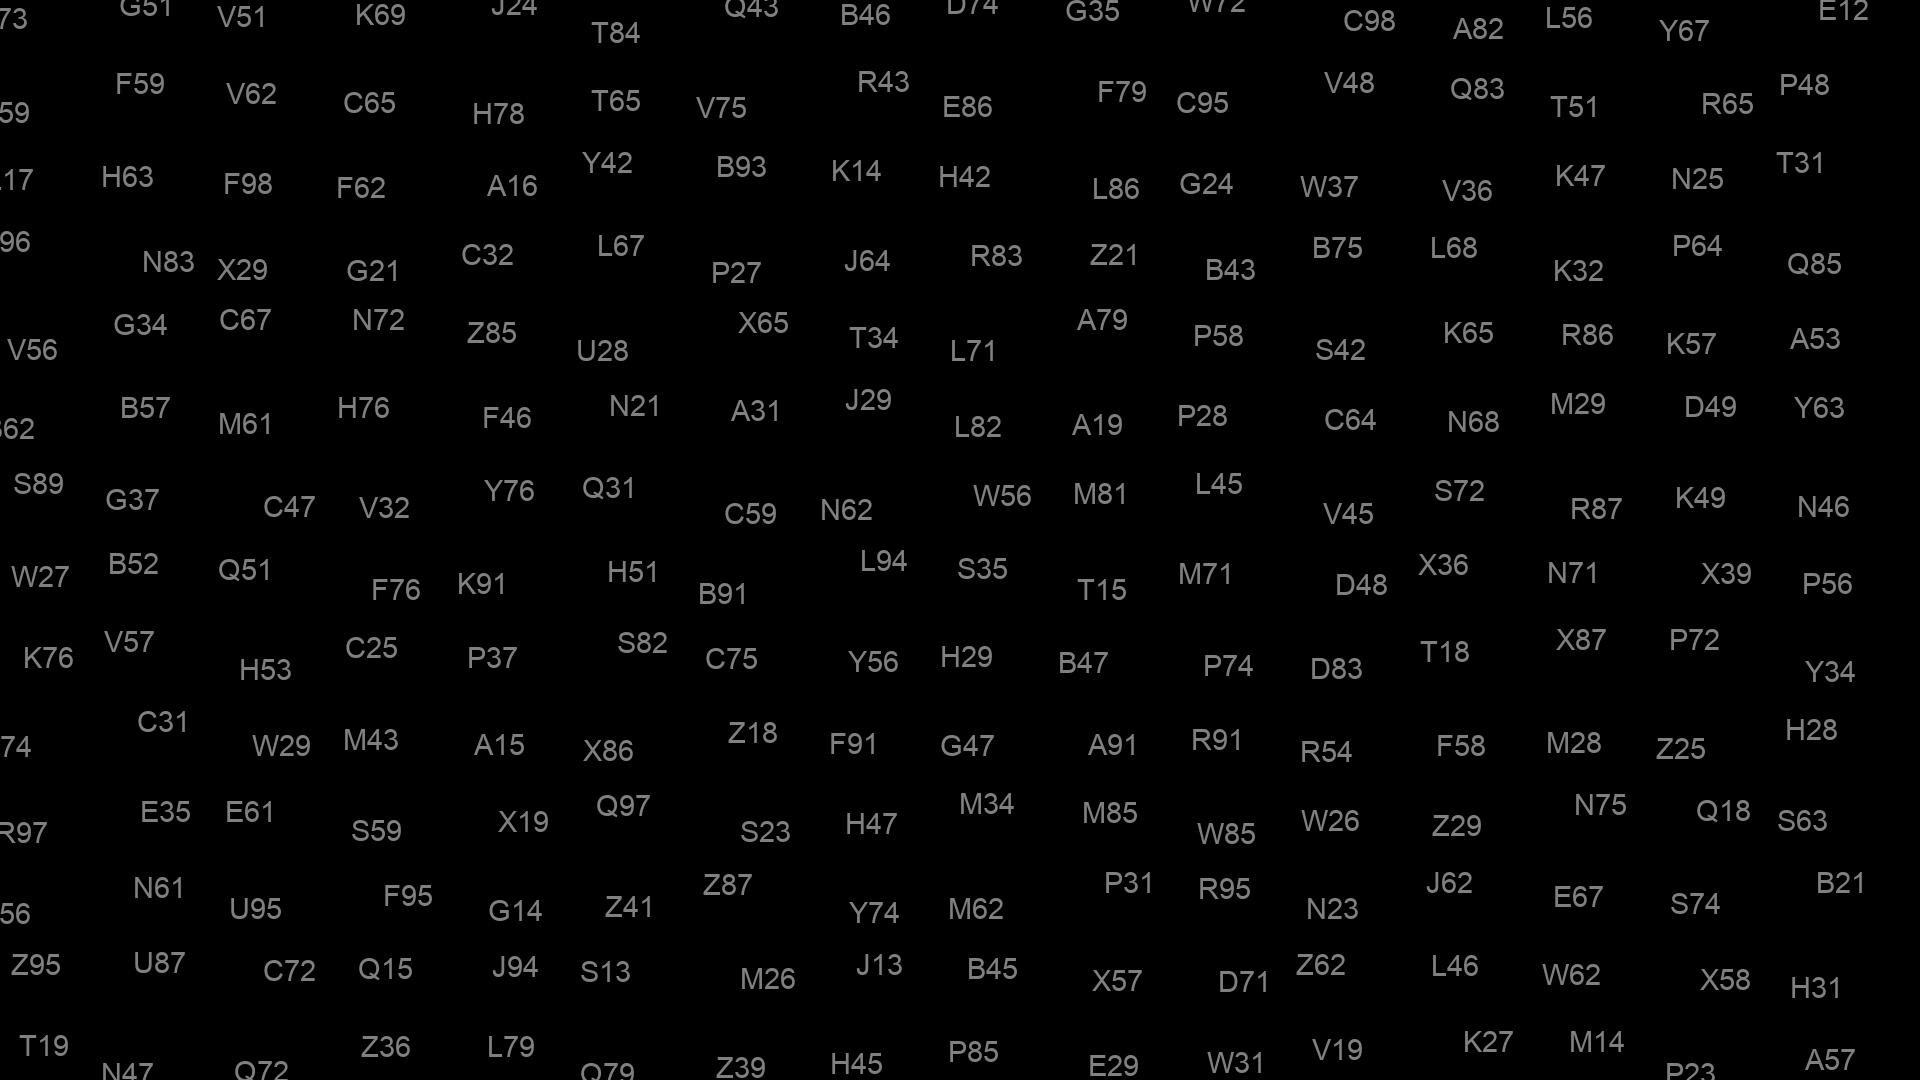 G51 V51 K69 J24 T84 Q43 B46 D74 G35 W72 C98 A82 L56 Y67 E12
F59 V62 C65 H78 T65 V75 R43 E86 F79 C95 V48 Q83 T51 R65 P48
H63 F98 F62 A16 Y42 B93 K14 H42 L86 G24 W37 V36 K47 N25 T31
N83 X29 G21 C32 L67 P27 J64 R83 Z21 B43 B75 L68 K32 P64 Q85
V56 G34 C67 N72 Z85 U28 X65 T34 L71 A79 P58 S42 K65 R86 K57 A53
B57 M61 H76 F46 N21 A31 J29 L82 A19 P28 C64 N68 M29 D49 Y63
S89 G37 C47 V32 Y76 Q31 C59 N62 W56 M81 L45 V45 S72 R87 K49 N46
W27 B52 Q51 F76 K91 H51 B91 L94 S35 T15 M71 D48 X36 N71 X39 P56
K76 V57 H53 C25 P37 S82 C75 Y56 H29 B47 P74 D83 T18 X87 P72 Y34
74 C31 W29 M43 A15 X86 Z18 F91 G47 A91 R91 R54 F58 M28 Z25 H28
R97 E35 E61 S59 X19 Q97 S23 H47 M34 M85 W85 W26 Z29 N75 Q18 S63
56 N61 U95 F95 G14 Z41 Z87 Y74 M62 P31 R95 N23 J62 E67 S74 B21
Z95 U87 C72 Q15 J94 S13 M26 J13 B45 X57 D71 Z62 L46 W62 X58 H31
T19 N47 Q72 Z36 L79 Q79 Z39 H45 P85 E29 W31 V19 K27 M14 P23 A57